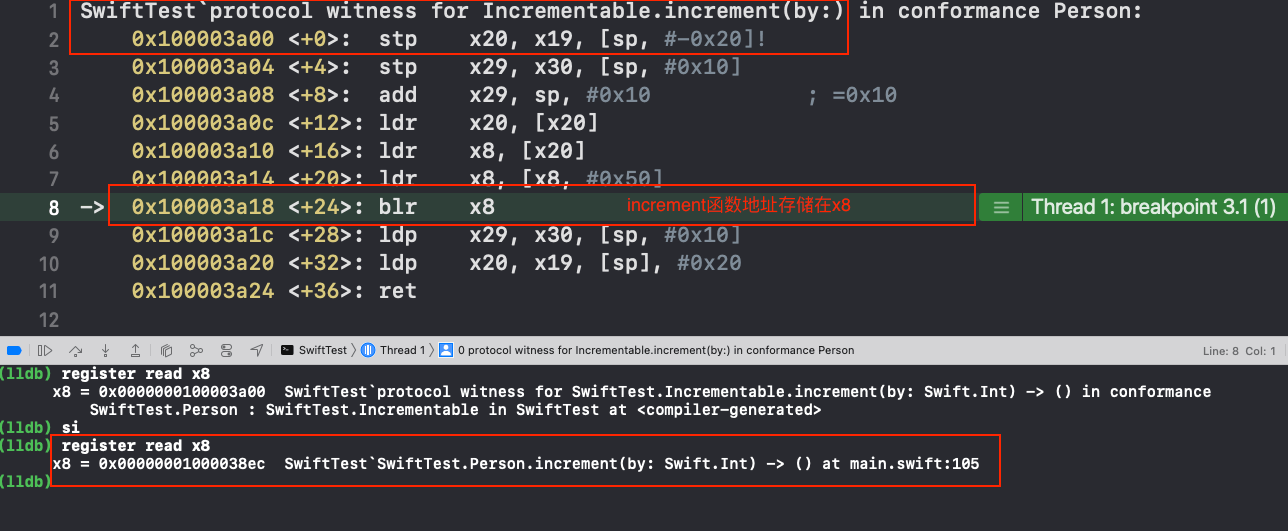 1 SwiftTest`protocol witness for Incrementable.increment(by:) in conformance Person:
2 0x100003a00 <+0>: stp x20, x19, [sp, #-0x20]!
3 0x100003a04 <+4>: stp x29, x30, [sp, #0x10]
4 0x100003a08 <+8>: add x29, sp, #0x10 ; =0x10
5 0x100003a0c <+12>: ldr x20, [x20]
6 0x100003a10 <+16>: ldr x8, [x20]
7 0x100003a14 <+20>: ldr x8, [x8, #0x50]
8 -> 0x100003a18 <+24>: blr x8 increment函数地址存储在x8 Thread 1: breakpoint 3.1 (1)
9 0x100003a1c <+28>: ldp x29, x30, [sp, #0x10]
10 0x100003a20 <+32>: ldp x20, x19, [sp], #0x20
11 0x100003a24 <+36>: ret
12
SwiftTest Thread 1 0 protocol witness for Incrementable.increment(by:) in conformance Person Line: 8 Col: 1
(lldb) register read x8
x8 = 0x0000000100003a00 SwiftTest`protocol witness for SwiftTest.Incrementable.increment(by: Swift.Int) -> () in conformance
SwiftTest.Person : SwiftTest.Incrementable in SwiftTest at <compiler-generated>
(lldb) si
(lldb) register read x8
x8 = 0x00000001000038ec SwiftTest`SwiftTest.Person.increment(by: Swift.Int) -> () at main.swift:105
(lldb)